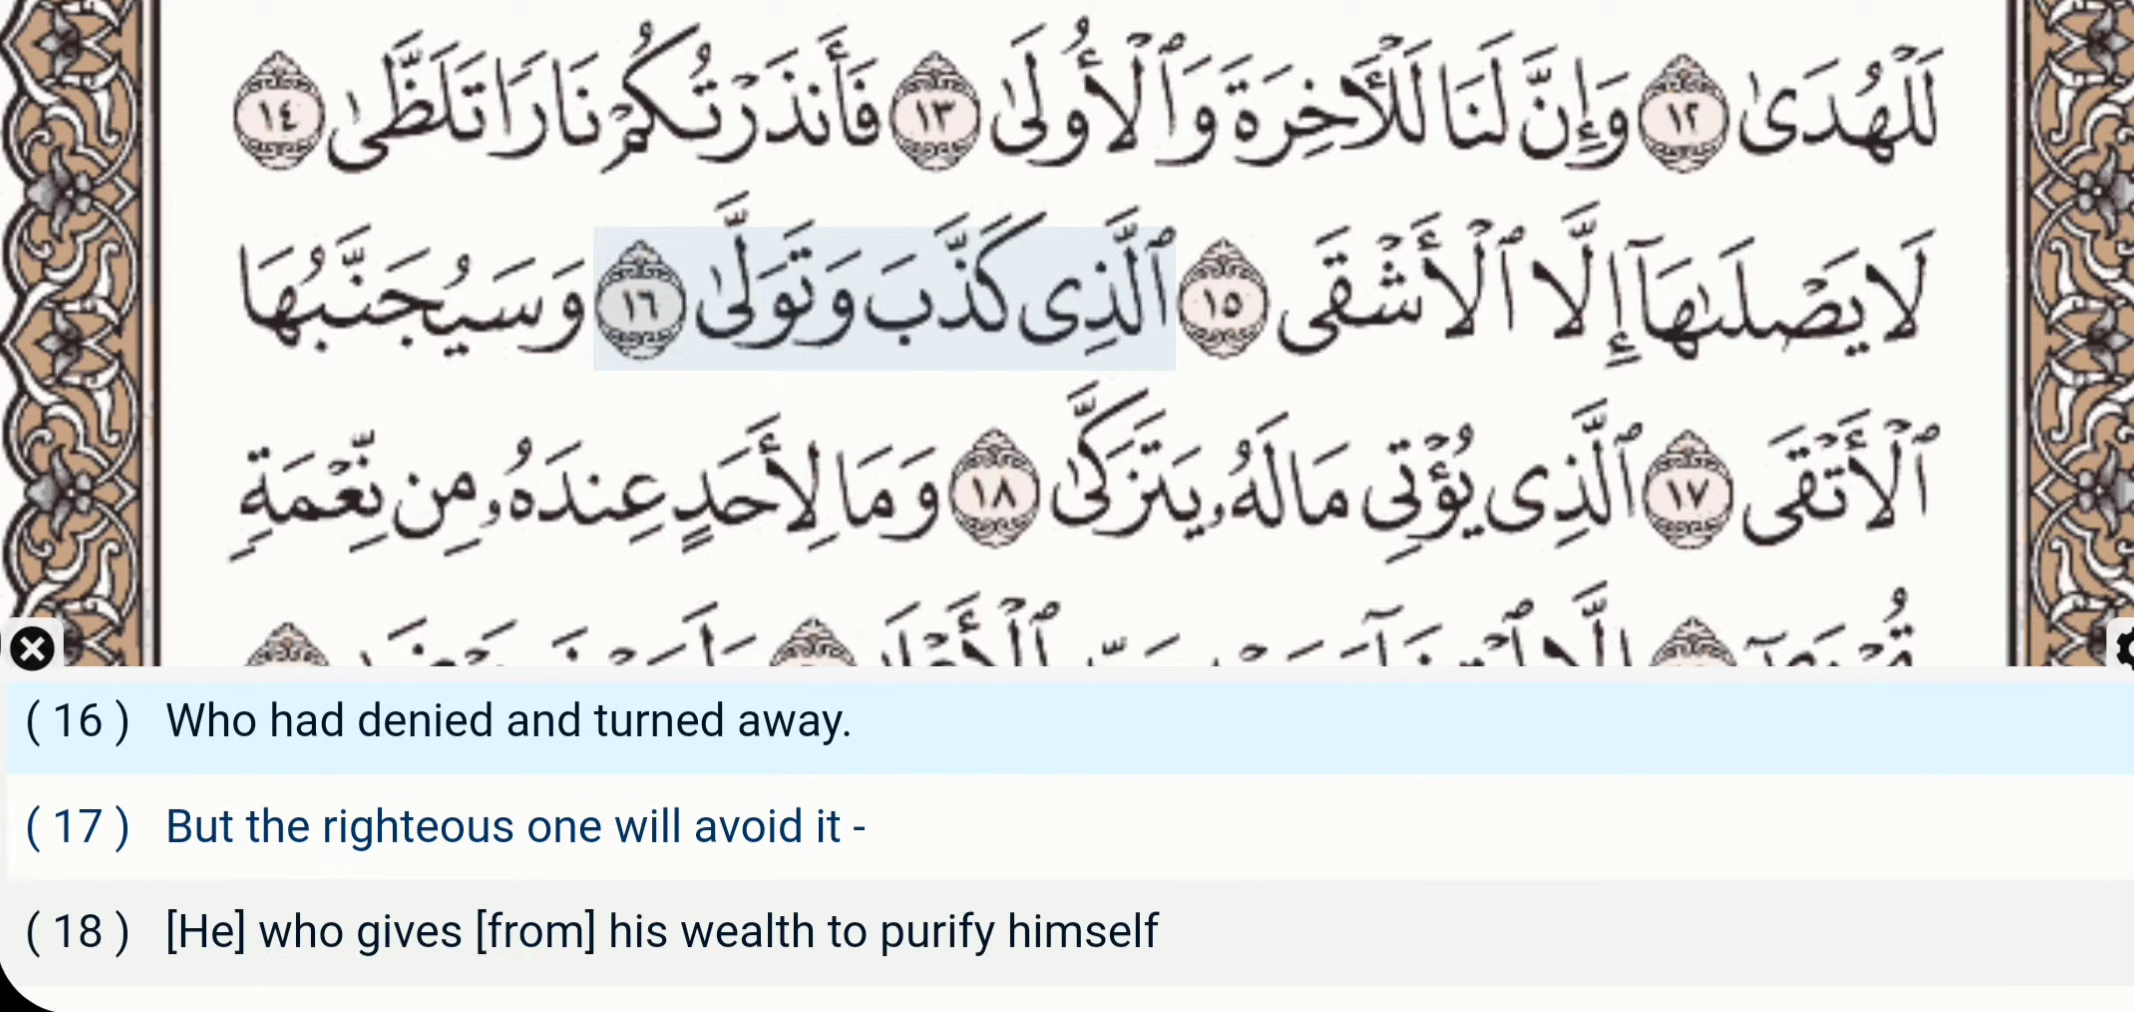 لَلْهُدَىٰ ١٢ وَإِنَّ لَنَا لَلْـَٔاخِرَةَ وَٱلْأُولَىٰ ١٣ فَأَنذَرْتُكُمْ نَارًا تَلَظَّىٰ ١٤
لَا يَصْلَىٰهَآ إِلَّا ٱلْأَشْقَى ١٥ ٱلَّذِى كَذَّبَ وَتَوَلَّىٰ ١٦ وَسَيُجَنَّبُهَا
ٱلْأَتْقَى ١٧ ٱلَّذِى يُؤْتِى مَالَهُۥ يَتَزَكَّىٰ ١٨ وَمَا لِأَحَدٍ عِندَهُۥ مِن نِّعْمَةٍ
( 16 ) Who had denied and turned away.
( 17 ) But the righteous one will avoid it -
( 18 ) [He] who gives [from] his wealth to purify himself